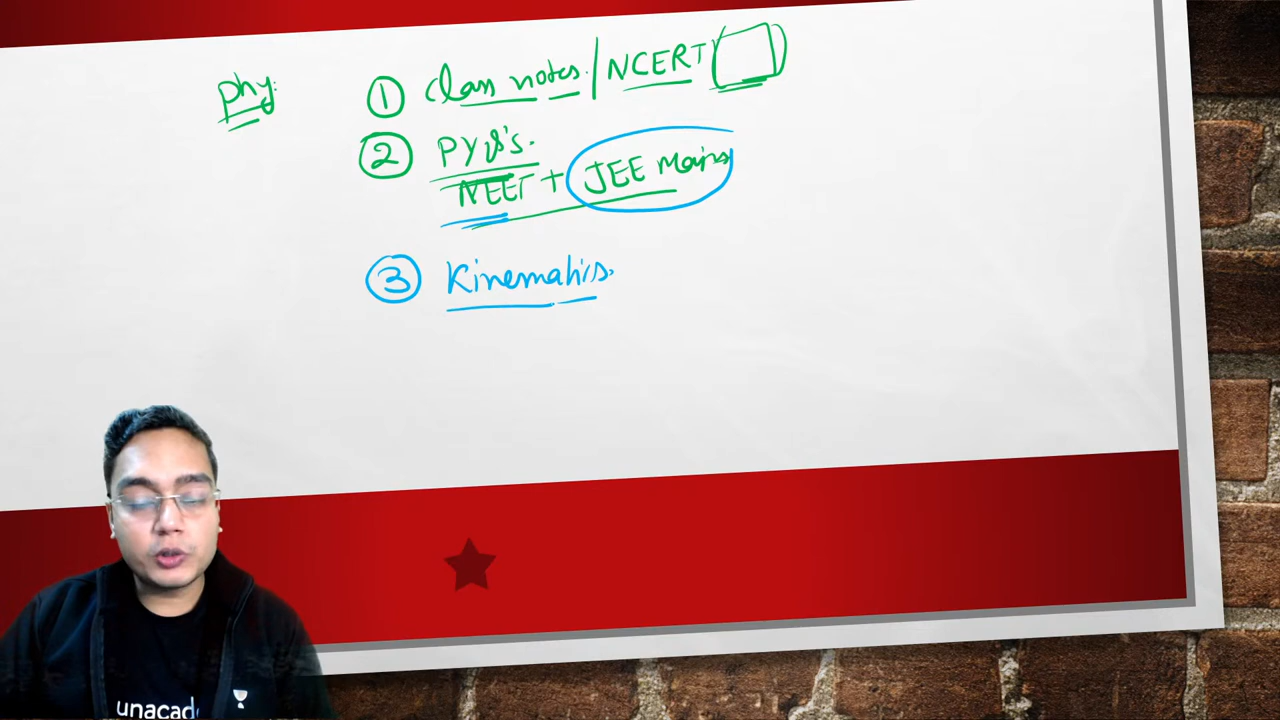 Phy:
① Class notes. / NCERT ( )
② PYQ's.
NEET + JEE Mains
③ Kinematics.
unacad